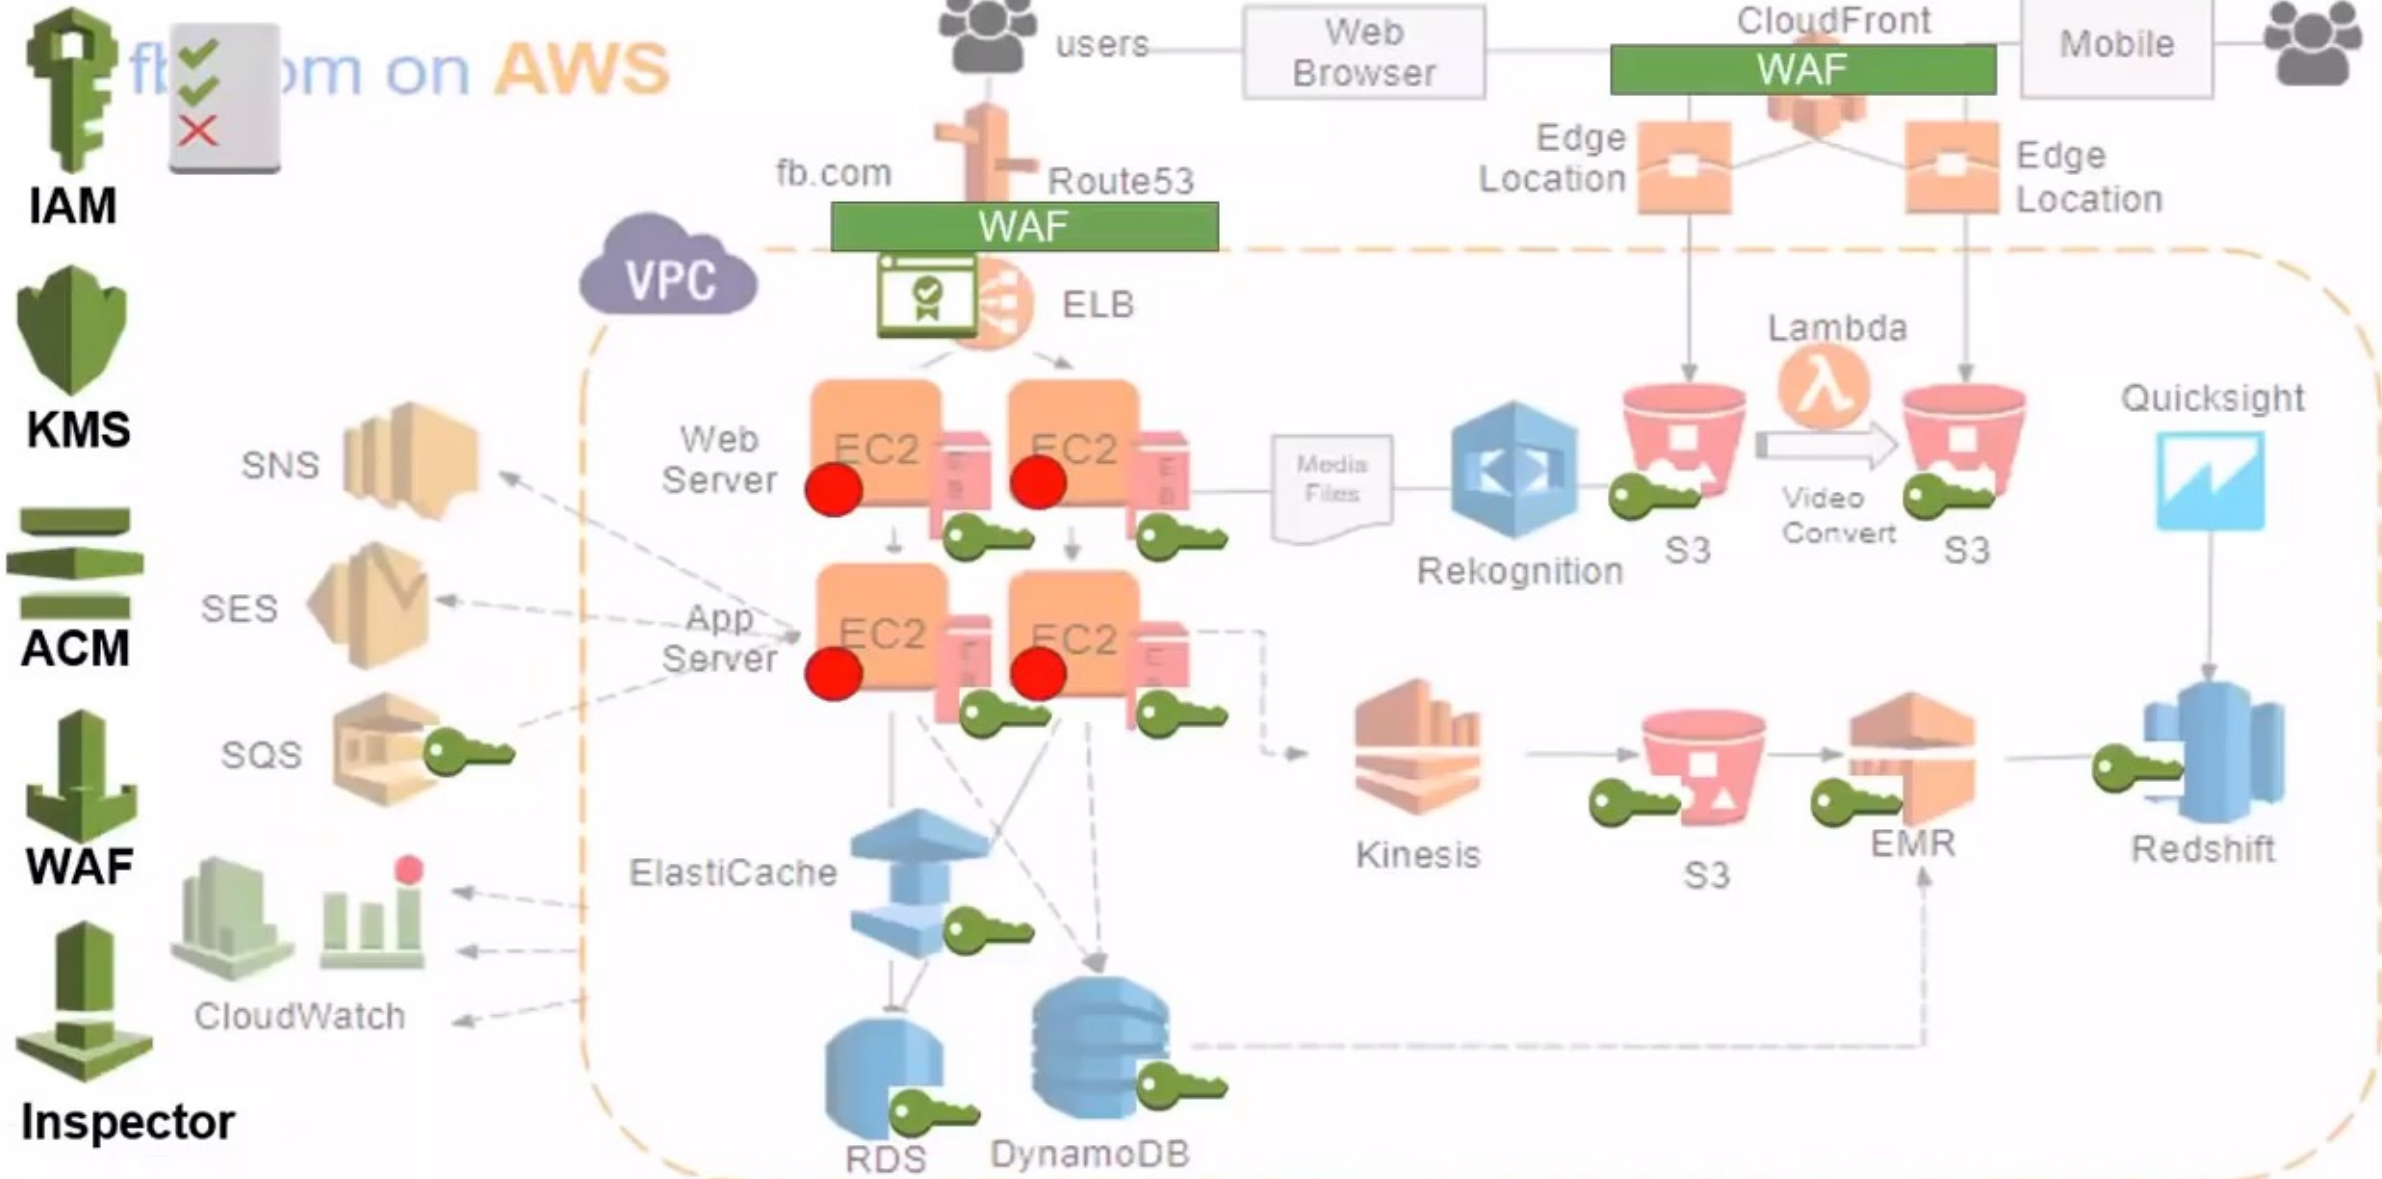 fb om on AWS
IAM
KMS
ACM
WAF
Inspector
users
Web
Browser
CloudFront
WAF
Mobile
Edge
Location
Edge
Location
fb.com
Route53
WAF
VPC
ELB
Web
Server
EC2
EC2
Media
Files
Rekognition
Lambda
λ
Video
Convert
S3
S3
Quicksight
SNS
SES
SQS
App
Server
EC2
EC2
Kinesis
S3
EMR
Redshift
ElastiCache
CloudWatch
RDS
DynamoDB